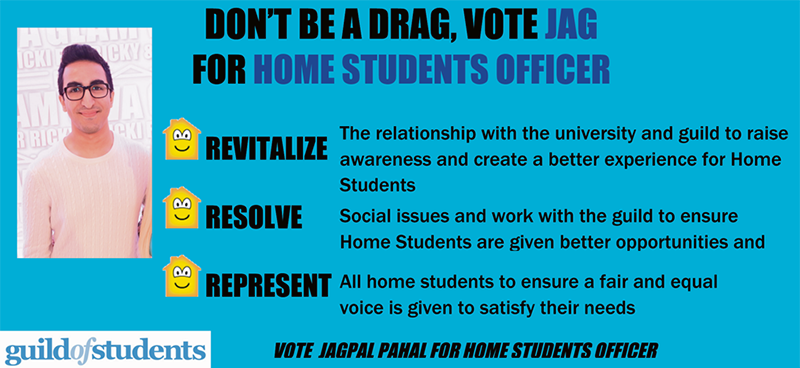 DON'T BE A DRAG, VOTE JAG
FOR HOME STUDENTS OFFICER
REVITALIZE
The relationship with the university and guild to raise
awareness and create a better experience for Home
Students
RESOLVE
Social issues and work with the guild to ensure
Home Students are given better opportunities and
REPRESENT
All home students to ensure a fair and equal
voice is given to satisfy their needs
guildofstudents
VOTE JAGPAL PAHAL FOR HOME STUDENTS OFFICER